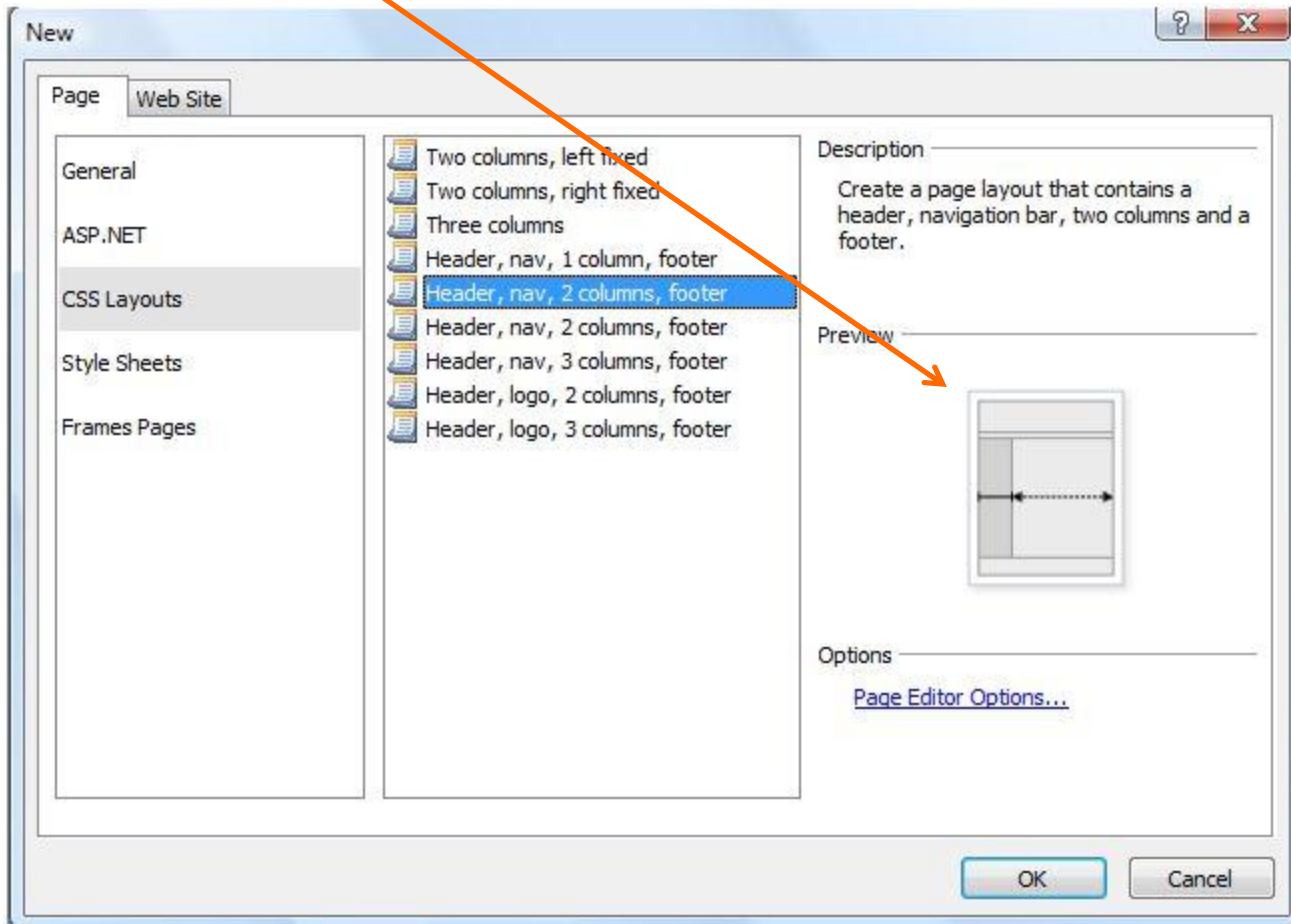 New
Page
Web Site
General
ASP.NET
CSS Layouts
Style Sheets
Frames Pages
Two columns, left fixed
Two columns, right fixed
Three columns
Header, nav, 1 column, footer
Header, nav, 2 columns, footer
Header, nav, 2 columns, footer
Header, nav, 3 columns, footer
Header, logo, 2 columns, footer
Header, logo, 3 columns, footer
Description
Create a page layout that contains a
header, navigation bar, two columns and a
footer.
Preview
Options
Page Editor Options...
OK
Cancel